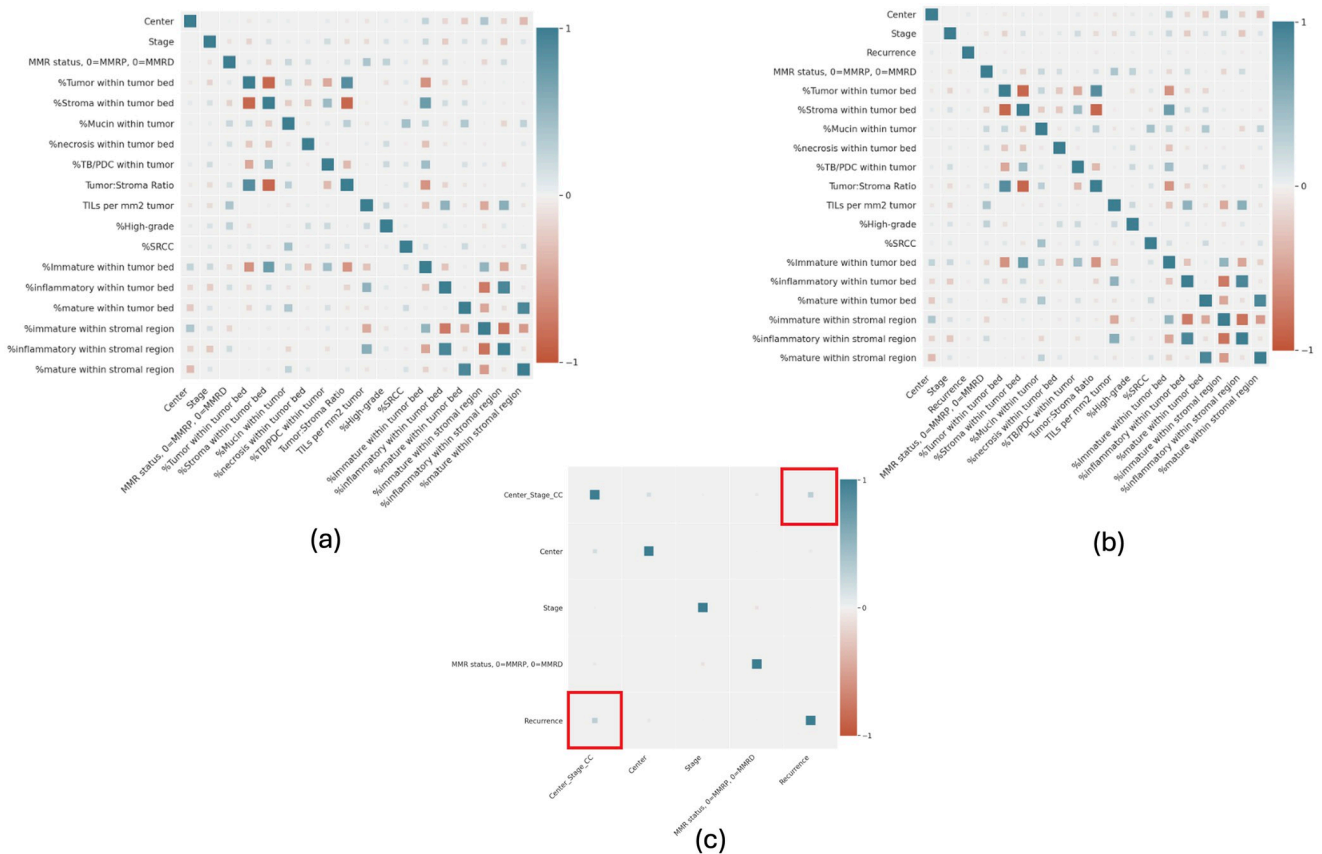 Center
Stage
MMR status, 0=MMRP, 0=MMRD
%Tumor within tumor bed
%Stroma within tumor bed
%Mucin within tumor
%necrosis within tumor bed
%TB/PDC within tumor
Tumor:Stroma Ratio
TILs per mm2 tumor
%High-grade
%SRCC
%Immature within tumor bed
%inflammatory within tumor bed
%mature within tumor bed
%immature within stromal region
%inflammatory within stromal region
%mature within stromal region
Center
Stage
MMR status, 0=MMRP, 0=MMRD
%Tumor within tumor bed
%Stroma within tumor bed
%Mucin within tumor
%necrosis within tumor bed
%TB/PDC within tumor
Tumor:Stroma Ratio
TILs per mm2 tumor
%High-grade
%SRCC
%Immature within tumor bed
%inflammatory within tumor bed
%mature within tumor bed
%immature within stromal region
%inflammatory within stromal region
%mature within stromal region
1
0
−1
(a)
Center
Stage
Recurrence
MMR status, 0=MMRP, 0=MMRD
%Tumor within tumor bed
%Stroma within tumor bed
%Mucin within tumor
%necrosis within tumor bed
%TB/PDC within tumor
Tumor:Stroma Ratio
TILs per mm2 tumor
%High-grade
%SRCC
%Immature within tumor bed
%inflammatory within tumor bed
%mature within tumor bed
%immature within stromal region
%inflammatory within stromal region
%mature within stromal region
Center
Stage
Recurrence
MMR status, 0=MMRP, 0=MMRD
%Tumor within tumor bed
%Stroma within tumor bed
%Mucin within tumor
%necrosis within tumor bed
%TB/PDC within tumor
Tumor:Stroma Ratio
TILs per mm2 tumor
%High-grade
%SRCC
%Immature within tumor bed
%inflammatory within tumor bed
%mature within tumor bed
%immature within stromal region
%inflammatory within stromal region
%mature within stromal region
1
0
−1
(b)
Center_Stage_CC
Center
Stage
MMR status, 0=MMRP, 0=MMRD
Recurrence
Center_Stage_CC
Center
Stage
MMR status, 0=MMRP, 0=MMRD
Recurrence
1
0
−1
(c)